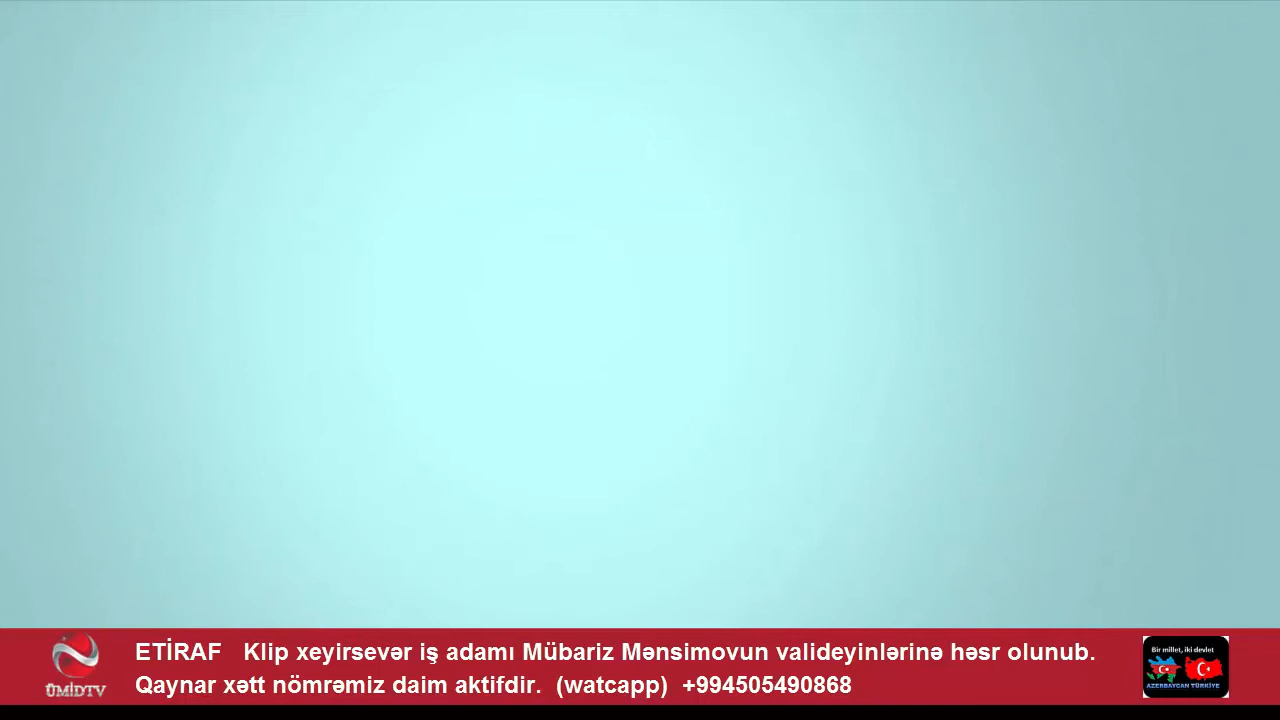 ETİRAF Klip xeyirsevər iş adamı Mübariz Mənsimovun valideyinlərinə həsr olunub.
Qaynar xətt nömrəmiz daim aktifdir. (watcapp) +994505490868
ÜMİDTV
Bir millet, iki devlet
AZERBAYCAN TÜRKİYE